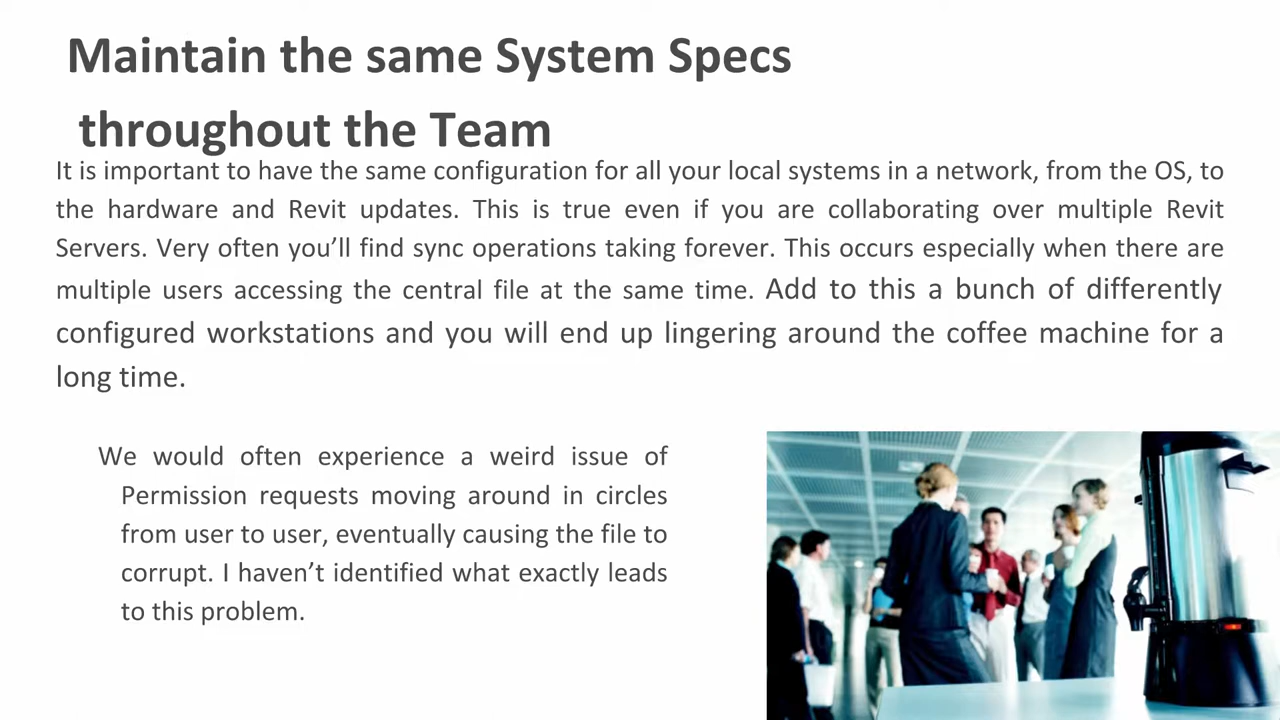 Maintain the same System Specs
throughout the Team
It is important to have the same configuration for all your local systems in a network, from the OS, to
the hardware and Revit updates. This is true even if you are collaborating over multiple Revit
Servers. Very often you’ll find sync operations taking forever. This occurs especially when there are
multiple users accessing the central file at the same time. Add to this a bunch of differently
configured workstations and you will end up lingering around the coffee machine for a
long time.
We would often experience a weird issue of
Permission requests moving around in circles
from user to user, eventually causing the file to
corrupt. I haven’t identified what exactly leads
to this problem.